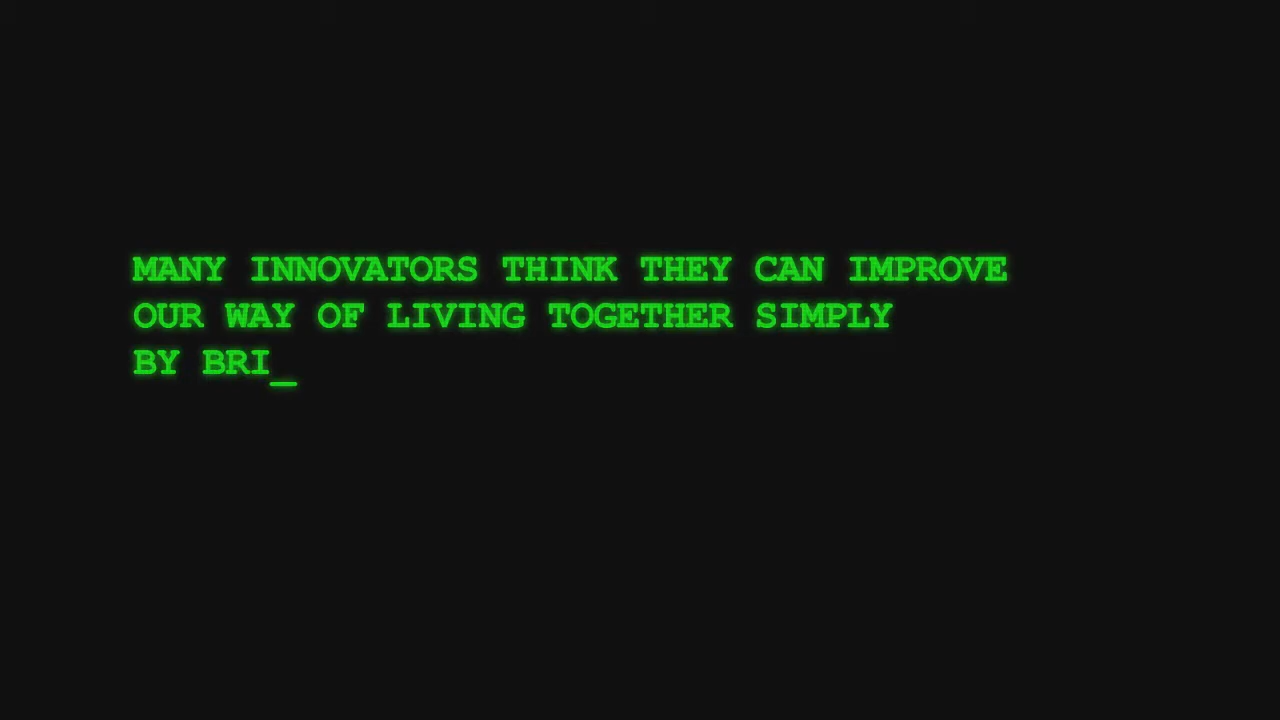 MANY INNOVATORS THINK THEY CAN IMPROVE
OUR WAY OF LIVING TOGETHER SIMPLY
BY BRI_